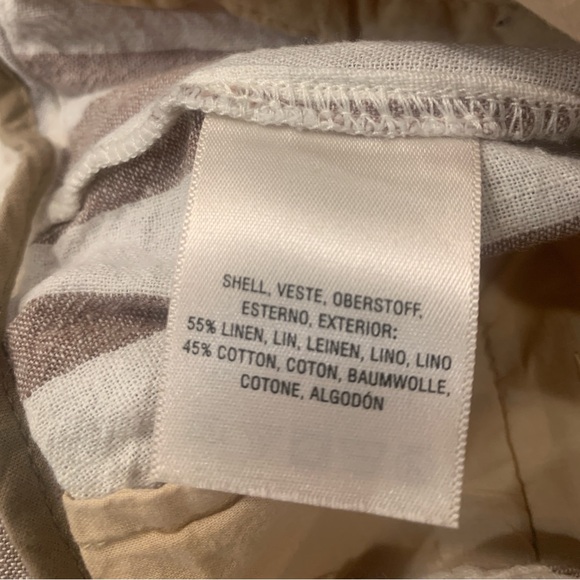 SHELL, VESTE, OBERSTOFF,
ESTERNO, EXTERIOR:
55% LINEN, LIN, LEINEN, LINO, LINO
45% COTTON, COTON, BAUMWOLLE,
COTONE, ALGODÓN